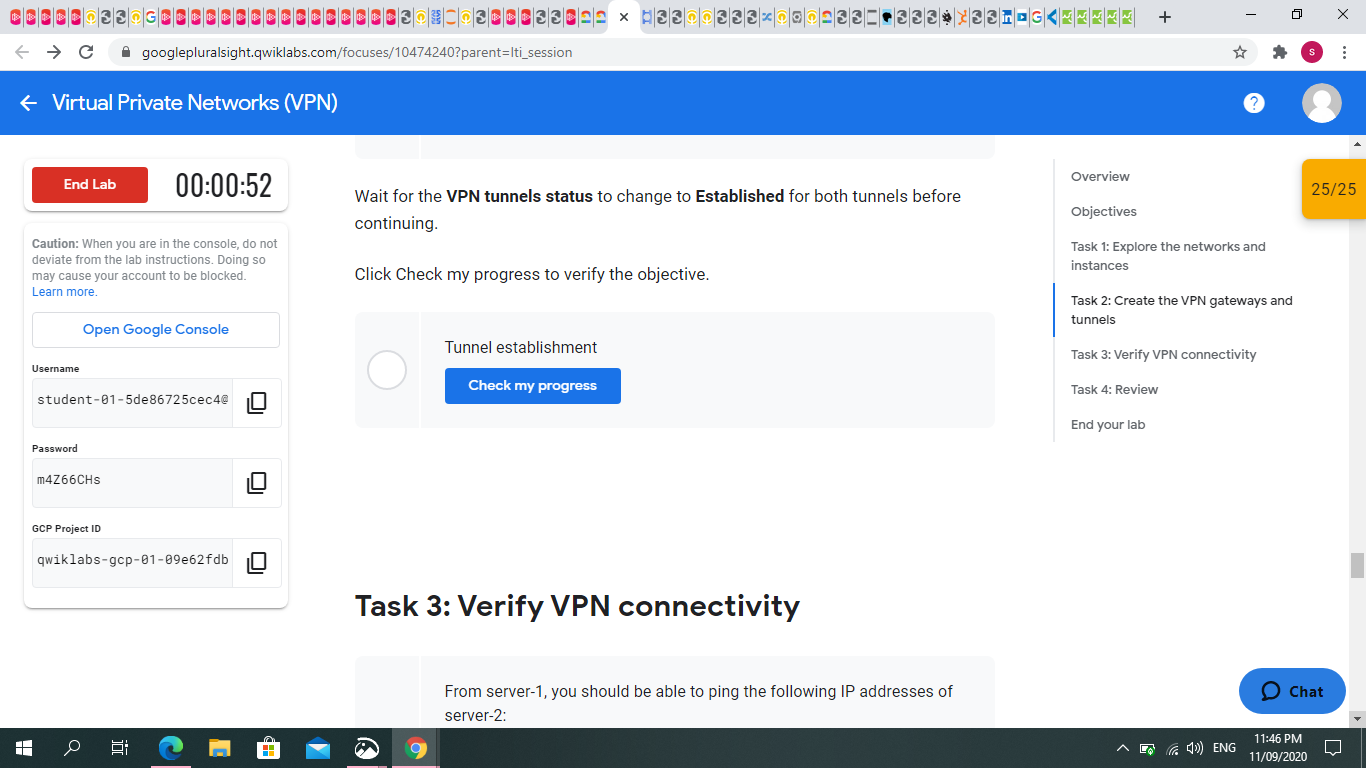 googlepluralsight.qwiklabs.com/focuses/10474240?parent=lti_session
s
Virtual Private Networks (VPN)
?
End Lab
00:00:52
Caution: When you are in the console, do not
deviate from the lab instructions. Doing so
may cause your account to be blocked.
Learn more.
Open Google Console
Username
student-01-5de86725cec4@
Password
m4Z66CHs
GCP Project ID
qwiklabs-gcp-01-09e62fdb
Wait for the VPN tunnels status to change to Established for both tunnels before
continuing.
Click Check my progress to verify the objective.
Tunnel establishment
Check my progress
Task 3: Verify VPN connectivity
From server-1, you should be able to ping the following IP addresses of
server-2:
Overview
Objectives
Task 1: Explore the networks and
instances
Task 2: Create the VPN gateways and
tunnels
Task 3: Verify VPN connectivity
Task 4: Review
End your lab
25/25
Chat
ENG
11:46 PM
11/09/2020